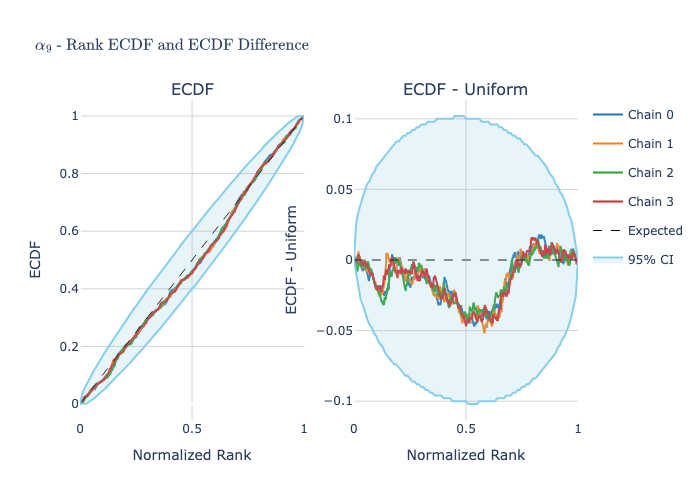 α₉ - Rank ECDF and ECDF Difference
ECDF
ECDF - Uniform
ECDF
1
0.8
0.6
0.4
0.2
0
0
0.5
1
Normalized Rank
ECDF - Uniform
0.1
0.05
0
−0.05
−0.1
0
0.5
1
Normalized Rank
Chain 0
Chain 1
Chain 2
Chain 3
Expected
95% CI